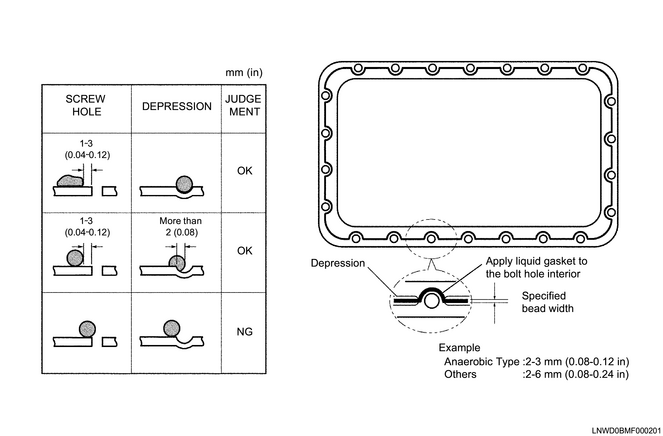 mm (in)
SCREW
HOLE
DEPRESSION
JUDGE
MENT
1-3
(0.04-0.12)
OK
1-3
(0.04-0.12)
More than
2 (0.08)
OK
NG
Depression
Apply liquid gasket to
the bolt hole interior
Specified
bead width
Example
Anaerobic Type :2-3 mm (0.08-0.12 in)
Others :2-6 mm (0.08-0.24 in)
LNWD0BMF000201